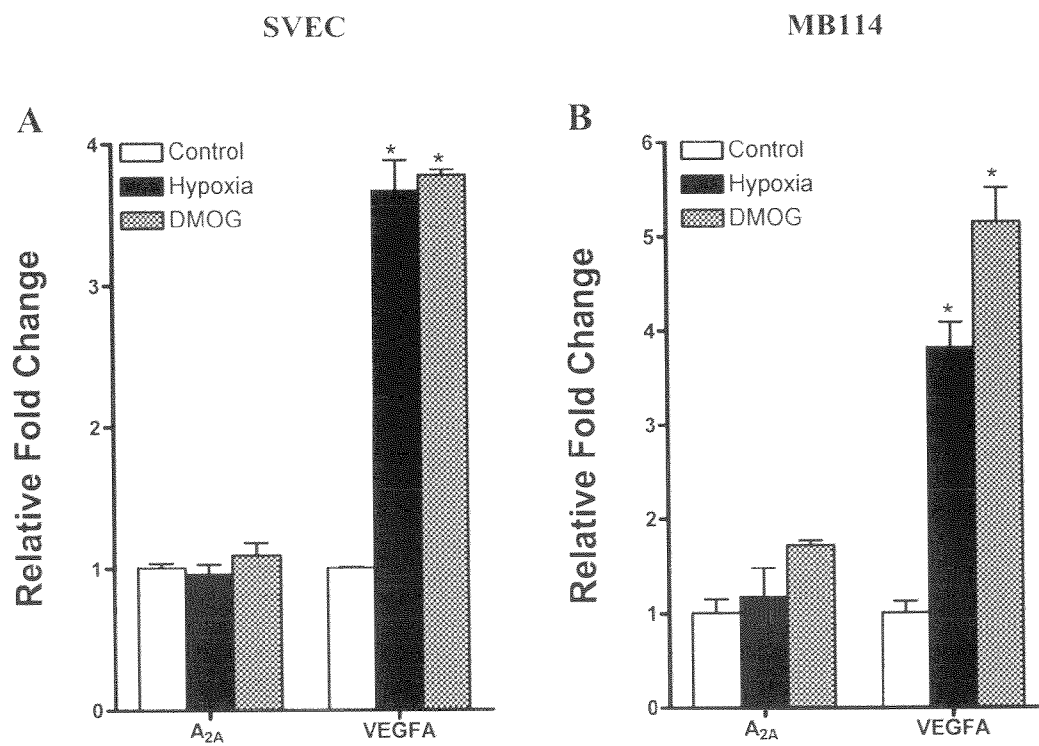 SVEC
MB114
A
Control
Hypoxia
DMOG
Relative Fold Change
4
3
2
1
0
*
*
A2A
VEGFA
B
Control
Hypoxia
DMOG
Relative Fold Change
6
5
4
3
2
1
0
*
*
A2A
VEGFA